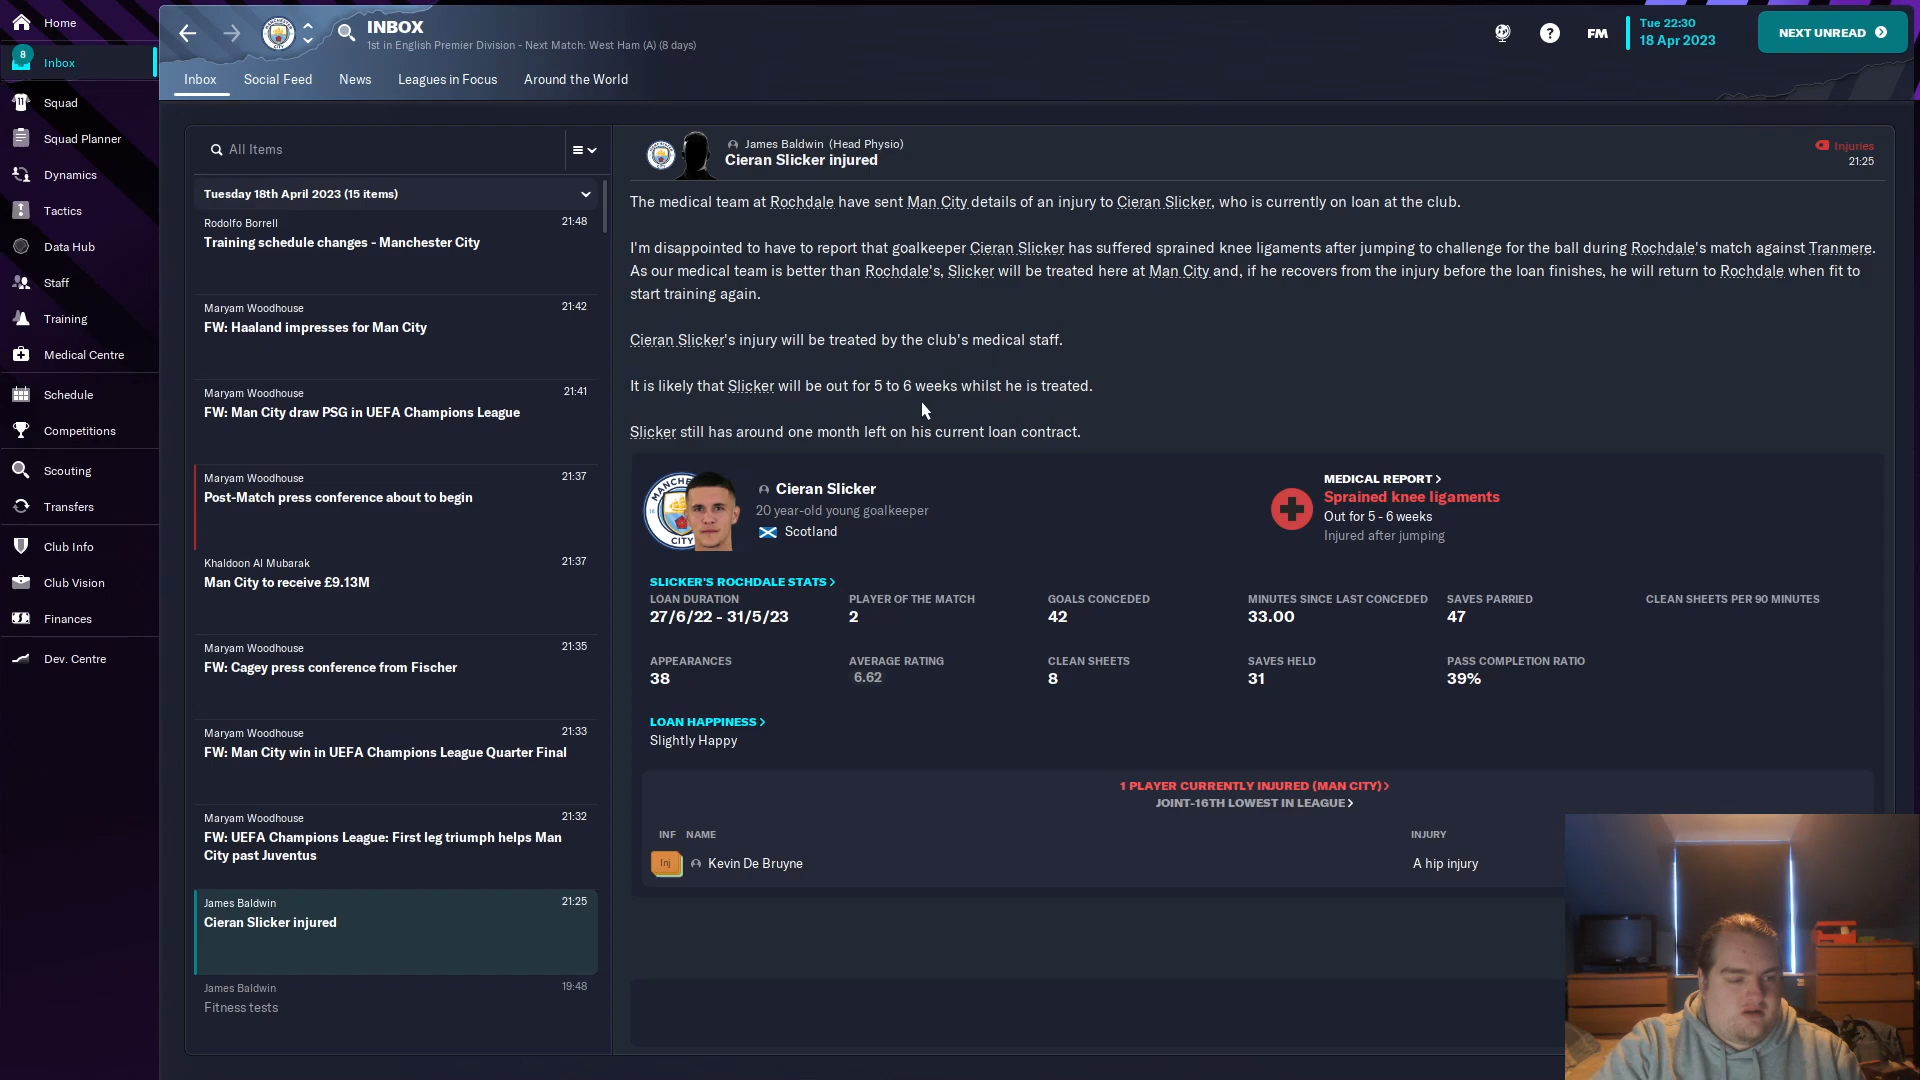 Home
8
Inbox
Squad
Squad Planner
Dynamics
Tactics
Data Hub
Staff
Training
Medical Centre
Schedule
Competitions
Scouting
Transfers
Club Info
Club Vision
Finances
Dev. Centre
INBOX
1st in English Premier Division - Next Match: West Ham (A) (8 days)
FM
Tue 22:30
18 Apr 2023
NEXT UNREAD
Inbox
Social Feed
News
Leagues in Focus
Around the World
All Items
Tuesday 18th April 2023 (15 items)
Rodolfo Borrell 21:48
Training schedule changes - Manchester City
Maryam Woodhouse 21:42
FW: Haaland impresses for Man City
Maryam Woodhouse 21:41
FW: Man City draw PSG in UEFA Champions League
Maryam Woodhouse 21:37
Post-Match press conference about to begin
Khaldoon Al Mubarak 21:37
Man City to receive £9.13M
Maryam Woodhouse 21:35
FW: Cagey press conference from Fischer
Maryam Woodhouse 21:33
FW: Man City win in UEFA Champions League Quarter Final
Maryam Woodhouse 21:32
FW: UEFA Champions League: First leg triumph helps Man
City past Juventus
James Baldwin 21:25
Cieran Slicker injured
James Baldwin 19:48
Fitness tests
James Baldwin (Head Physio)
Cieran Slicker injured
Injuries
21:25
The medical team at Rochdale have sent Man City details of an injury to Cieran Slicker, who is currently on loan at the club.
I'm disappointed to have to report that goalkeeper Cieran Slicker has suffered sprained knee ligaments after jumping to challenge for the ball during Rochdale's match against Tranmere.
As our medical team is better than Rochdale's, Slicker will be treated here at Man City and, if he recovers from the injury before the loan finishes, he will return to Rochdale when fit to
start training again.
Cieran Slicker's injury will be treated by the club's medical staff.
It is likely that Slicker will be out for 5 to 6 weeks whilst he is treated.
Slicker still has around one month left on his current loan contract.
MANCHESTER
CITY
Cieran Slicker
20 year-old young goalkeeper
Scotland
MEDICAL REPORT >
Sprained knee ligaments
Out for 5 - 6 weeks
Injured after jumping
SLICKER'S ROCHDALE STATS >
LOAN DURATION PLAYER OF THE MATCH GOALS CONCEDED MINUTES SINCE LAST CONCEDED SAVES PARRIED CLEAN SHEETS PER 90 MINUTES
27/6/22 - 31/5/23 2 42 33.00 47
APPEARANCES AVERAGE RATING CLEAN SHEETS SAVES HELD PASS COMPLETION RATIO
38 6.62 8 31 39%
LOAN HAPPINESS >
Slightly Happy
1 PLAYER CURRENTLY INJURED (MAN CITY) >
JOINT-16TH LOWEST IN LEAGUE >
INF NAME INJURY
Inj Kevin De Bruyne A hip injury